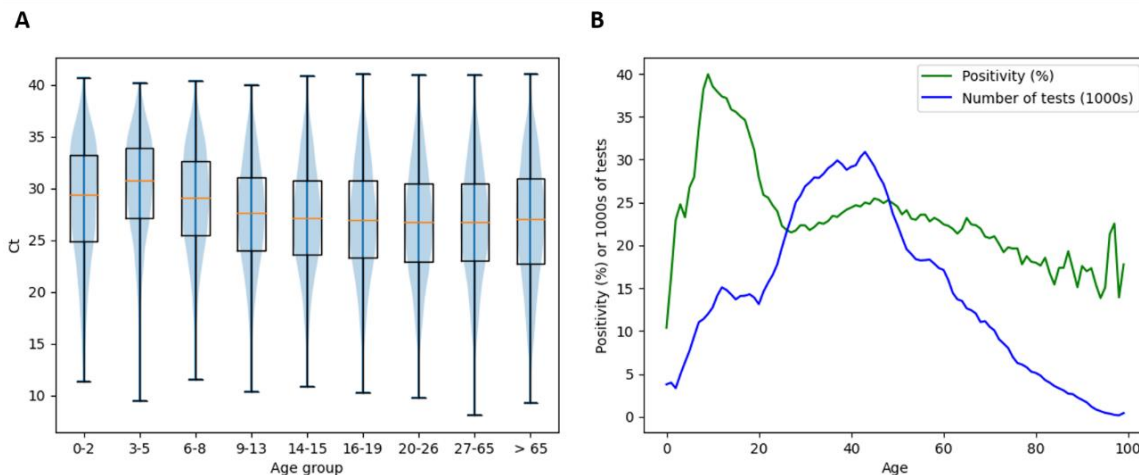 A
B
40
35
30
25
20
15
10
Ct
0-2 3-5 6-8 9-13 14-15 16-19 20-26 27-65 > 65
Age group
Positivity (%)
Number of tests (1000s)
40
35
30
25
20
15
10
5
0
Positivity (%) or 1000s of tests
0 20 40 60 80 100
Age